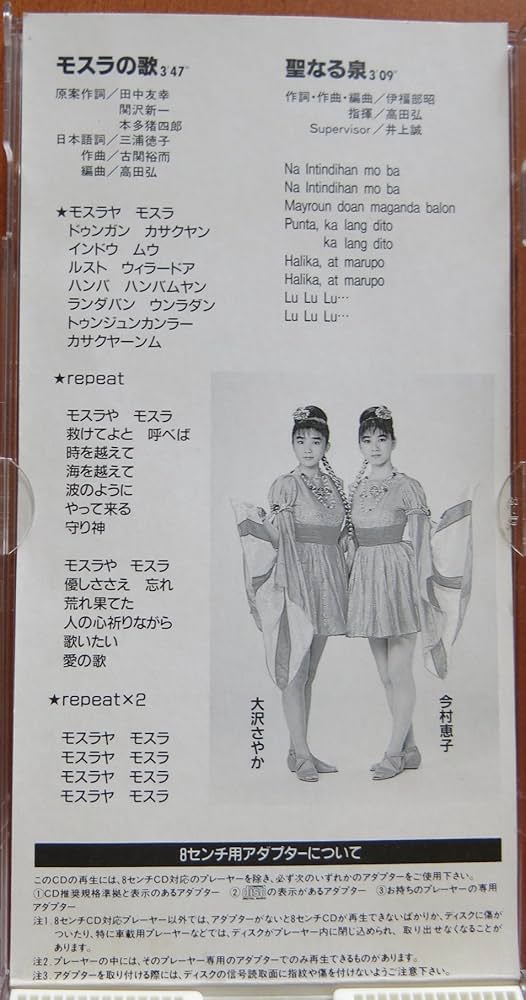 モスラの歌 3'47"
原案作詞／田中友幸
関沢新一
本多猪四郎
日本語詞／三浦徳子
作曲／古関裕而
編曲／高田弘
★モスラヤ　モスラ
ドゥンガン　カサクヤン
インドウ　ムウ
ルスト　ウィラードア
ハンバ　ハンバムヤン
ランダバン　ウンラダン
トゥンジュンカンラー
カサクヤーンム
★repeat
モスラや　モスラ
救けてよと　呼べば
時を越えて
海を越えて
波のように
やって来る
守り神
モスラや　モスラ
優しささえ　忘れ
荒れ果てた
人の心祈りながら
歌いたい
愛の歌
★repeat×2
モスラヤ　モスラ
モスラヤ　モスラ
モスラヤ　モスラ
モスラヤ　モスラ
聖なる泉 3'09"
作詞・作曲・編曲／伊福部昭
指揮／高田弘
Supervisor／井上誠
Na Intindihan mo ba
Na Intindihan mo ba
Mayroun doan maganda balon
Punta, ka lang dito
ka lang dito
Halika, at marupo
Halika, at marupo
Lu Lu Lu…
Lu Lu Lu…
大沢さやか
今村恵子
8センチ用アダプターについて
このCDの再生には、8センチCD対応のプレーヤーを除き、必ず次のいずれかのアダプターをご使用下さい。
①CD推奨規格準拠と表示のあるアダプター　②discの表示があるアダプター　③お持ちのプレーヤーの専用
アダプター
注1. 8センチCD対応プレーヤー以外では、アダプターがないと8センチCDが再生できないばかりか、ディスクに傷が
ついたり、特に車載用プレーヤーなどでは、ディスクがプレーヤー内に閉じ込められ、取り出せなくなることが
あります。
注2. プレーヤーの中には、そのプレーヤー専用のアダプターでのみ再生できるものがあります。
注3. アダプターを取り付ける際には、ディスクの信号読取面に指紋や傷を付けないようご注意下さい。